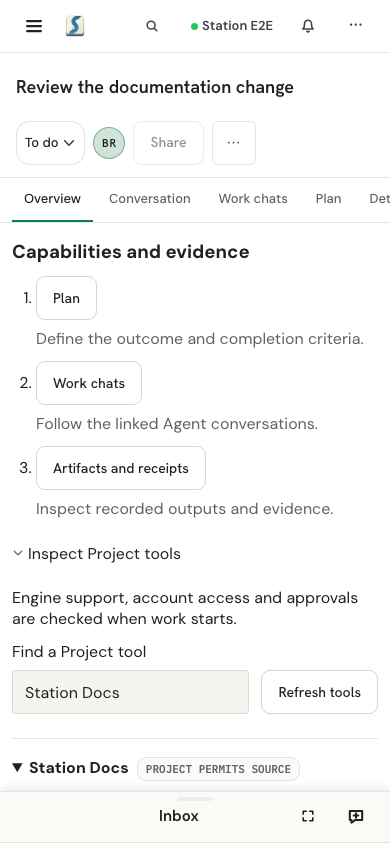 Station E2E
Review the documentation change
To do
BR
Share
Overview Conversation Work chats Plan Det
Capabilities and evidence
1. Plan
Define the outcome and completion criteria.
2. Work chats
Follow the linked Agent conversations.
3. Artifacts and receipts
Inspect recorded outputs and evidence.
Inspect Project tools
Engine support, account access and approvals
are checked when work starts.
Find a Project tool
Station Docs Refresh tools
Station Docs PROJECT PERMITS SOURCE
Inbox